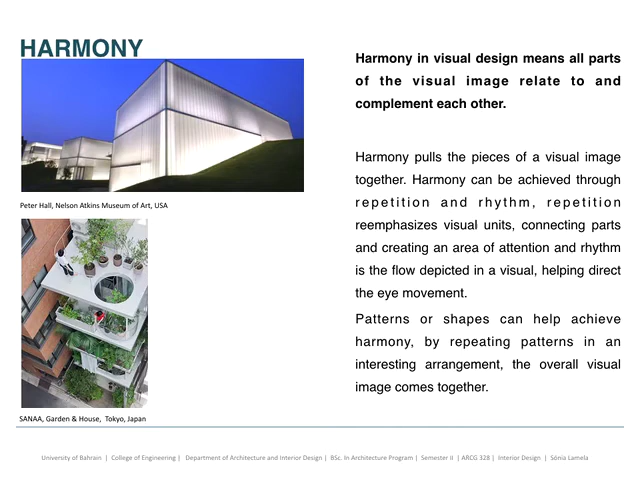 HARMONY
Peter Hall, Nelson Atkins Museum of Art, USA
SANAA, Garden & House, Tokyo, Japan
Harmony in visual design means all parts
of the visual image relate to and
complement each other.
Harmony pulls the pieces of a visual image
together. Harmony can be achieved through
repetition and rhythm, repetition
reemphasizes visual units, connecting parts
and creating an area of attention and rhythm
is the flow depicted in a visual, helping direct
the eye movement.
Patterns or shapes can help achieve
harmony, by repeating patterns in an
interesting arrangement, the overall visual
image comes together.
University of Bahrain | College of Engineering | Department of Architecture and Interior Design | BSc. In Architecture Program | Semester II | ARCG 328 | Interior Design | Sónia Lamela